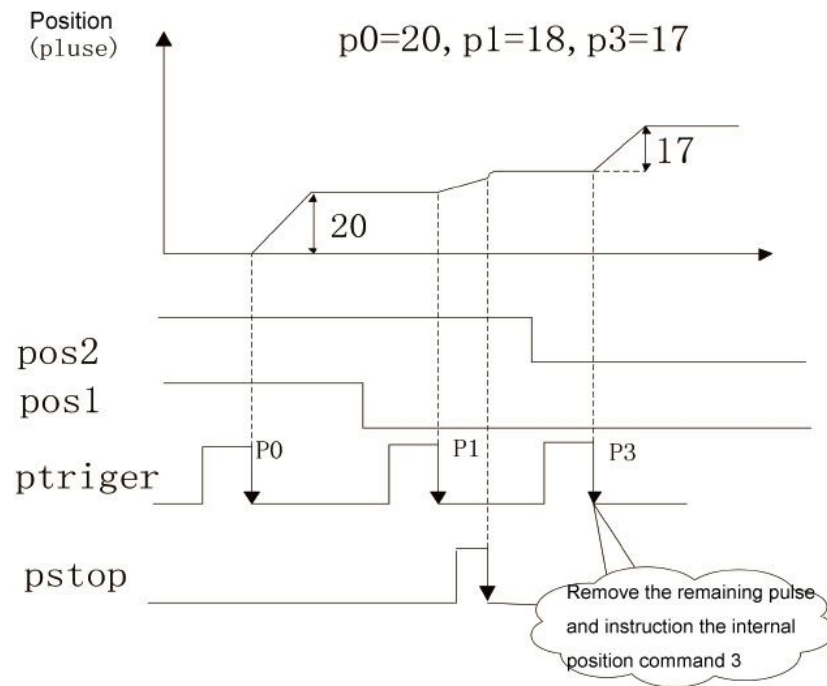 Position
(pluse)
p0=20, p1=18, p3=17
17
20
pos2
pos1
P0
P1
P3
ptriger
pstop
Remove the remaining pulse
and instruction the internal
position command 3